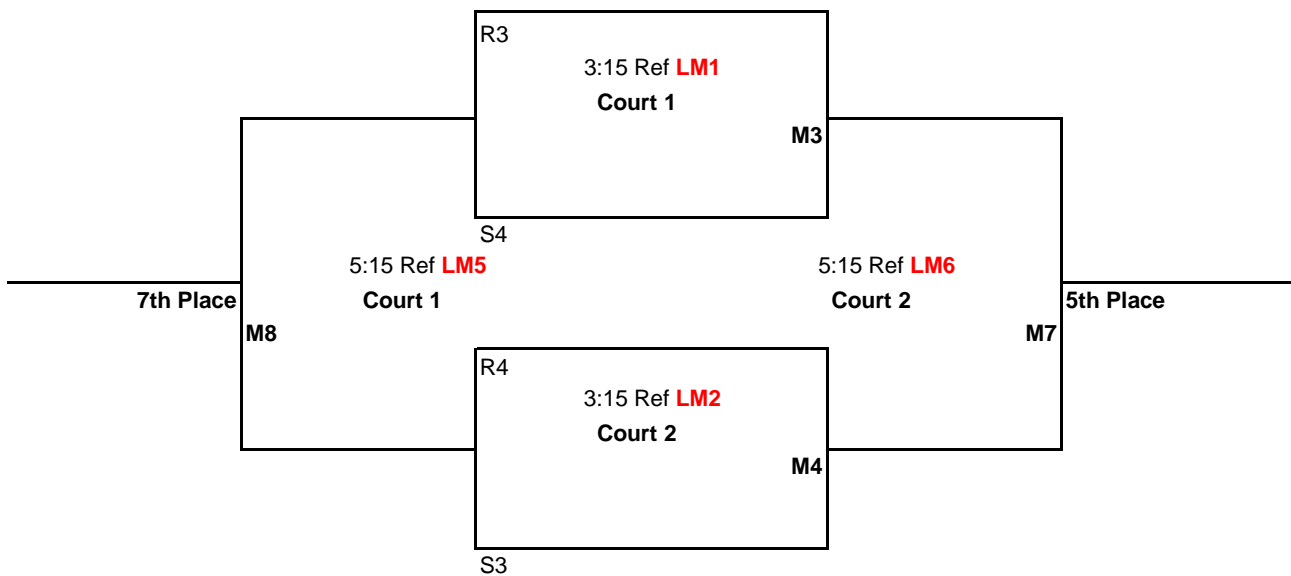 R3
3:15 Ref LM1
Court 1
M3
S4
5:15 Ref LM5
Court 1
5:15 Ref LM6
Court 2
7th Place
5th Place
M8
M7
R4
3:15 Ref LM2
Court 2
M4
S3